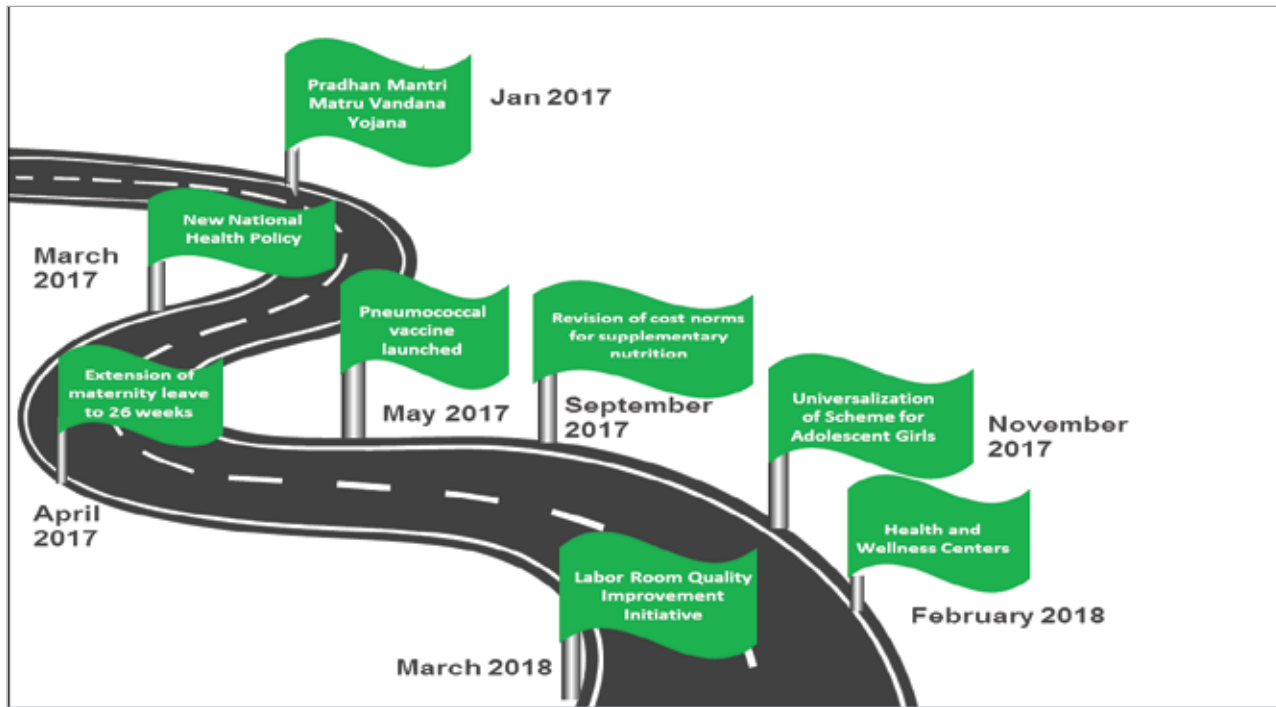 Pradhan Mantri
Matru Vandana
Yojana
Jan 2017
New National
Health Policy
March
2017
Extension of
maternity leave
to 26 weeks
April
2017
Pneumococcal
vaccine
launched
May 2017
Revision of cost norms
for supplementary
nutrition
September
2017
Universalization
of Scheme for
Adolescent Girls
November
2017
Health and
Wellness Centers
February 2018
Labor Room Quality
Improvement
Initiative
March 2018